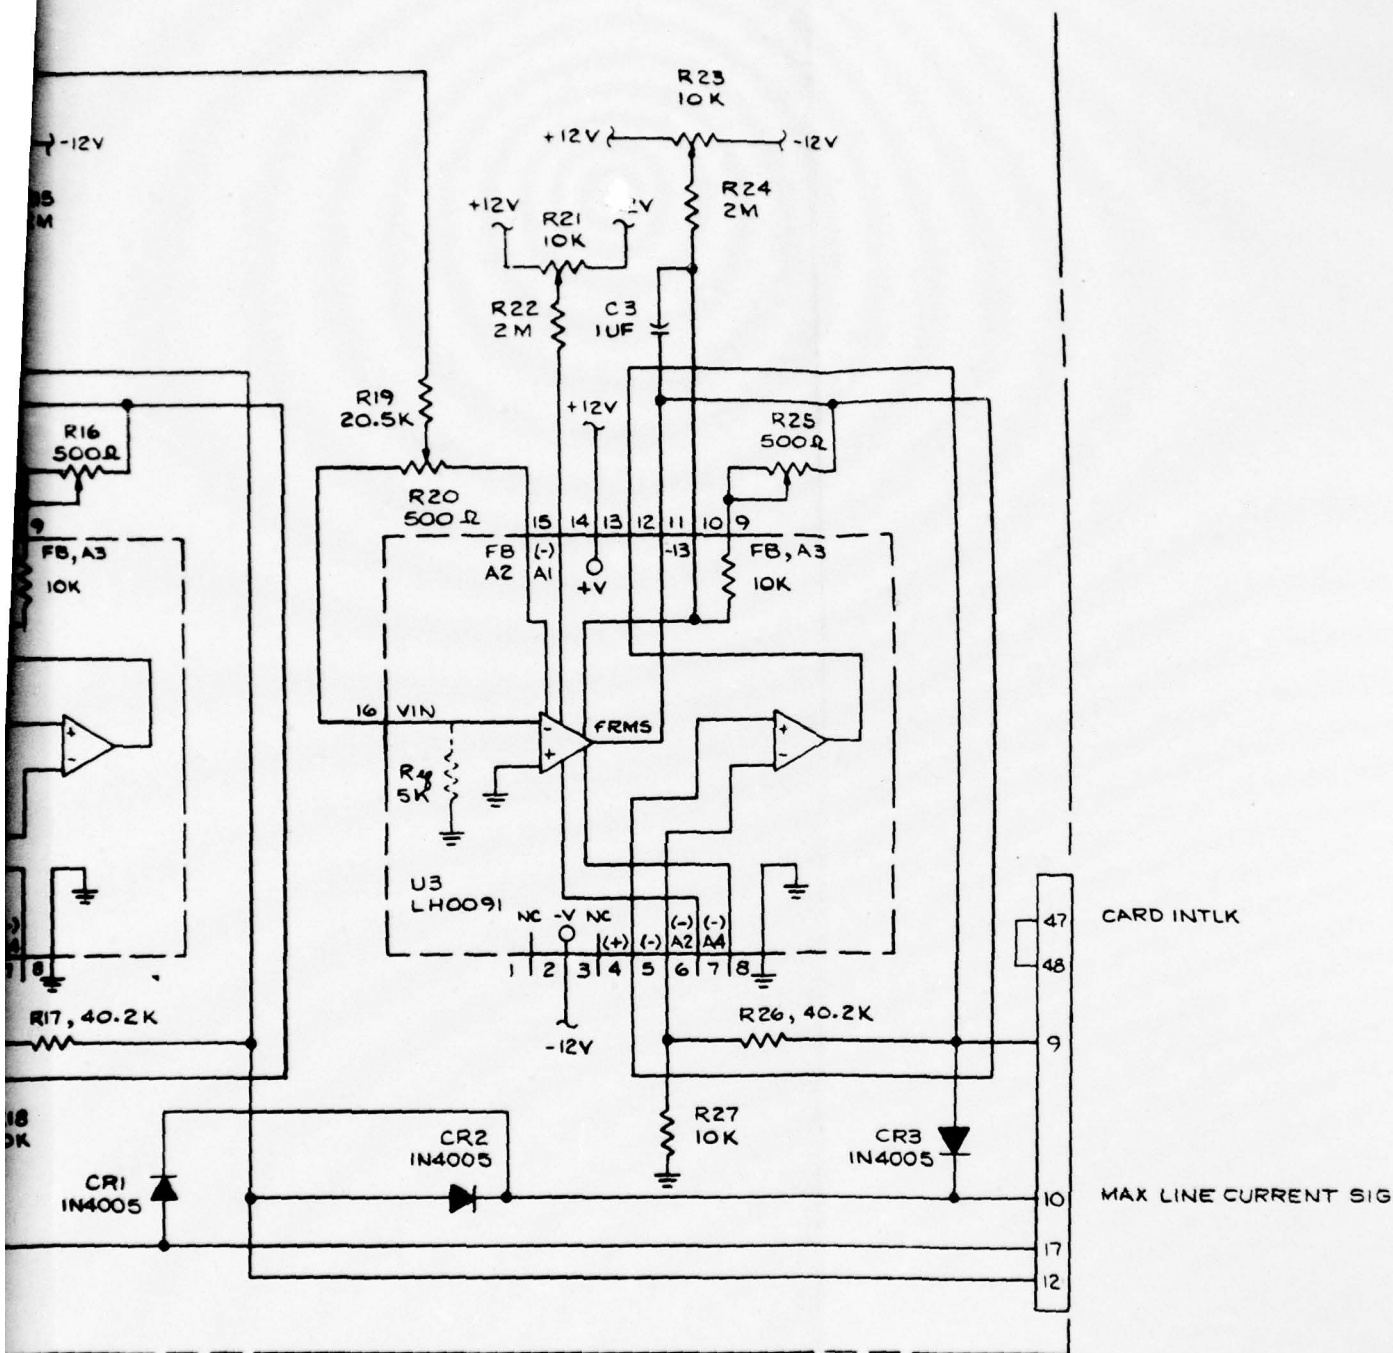 R23
10K
-12V
+12V
-12V
R24
2M
+12V
R21
10K
R22
2M
C3
1UF
R19
20.5K
+12V
R16
500Ω
R25
500Ω
R20
500Ω
15 14 13 12 11 10 9
9
FB, A3
10K
FB
A2
(-)
A1
+V
-13
FB, A3
10K
16 VIN
FRMS
-
+
+
-
+
-
5K
U3
LH0091
NC -V NC
(+) (-) (-) (-)
A2 A4
1 2 3 4 5 6 7 8
8
47
CARD INTLK
48
R17, 40.2K
-12V
R26, 40.2K
9
R27
10K
CR2
1N4005
CR3
1N4005
CR1
1N4005
10
MAX LINE CURRENT SIG
17
12